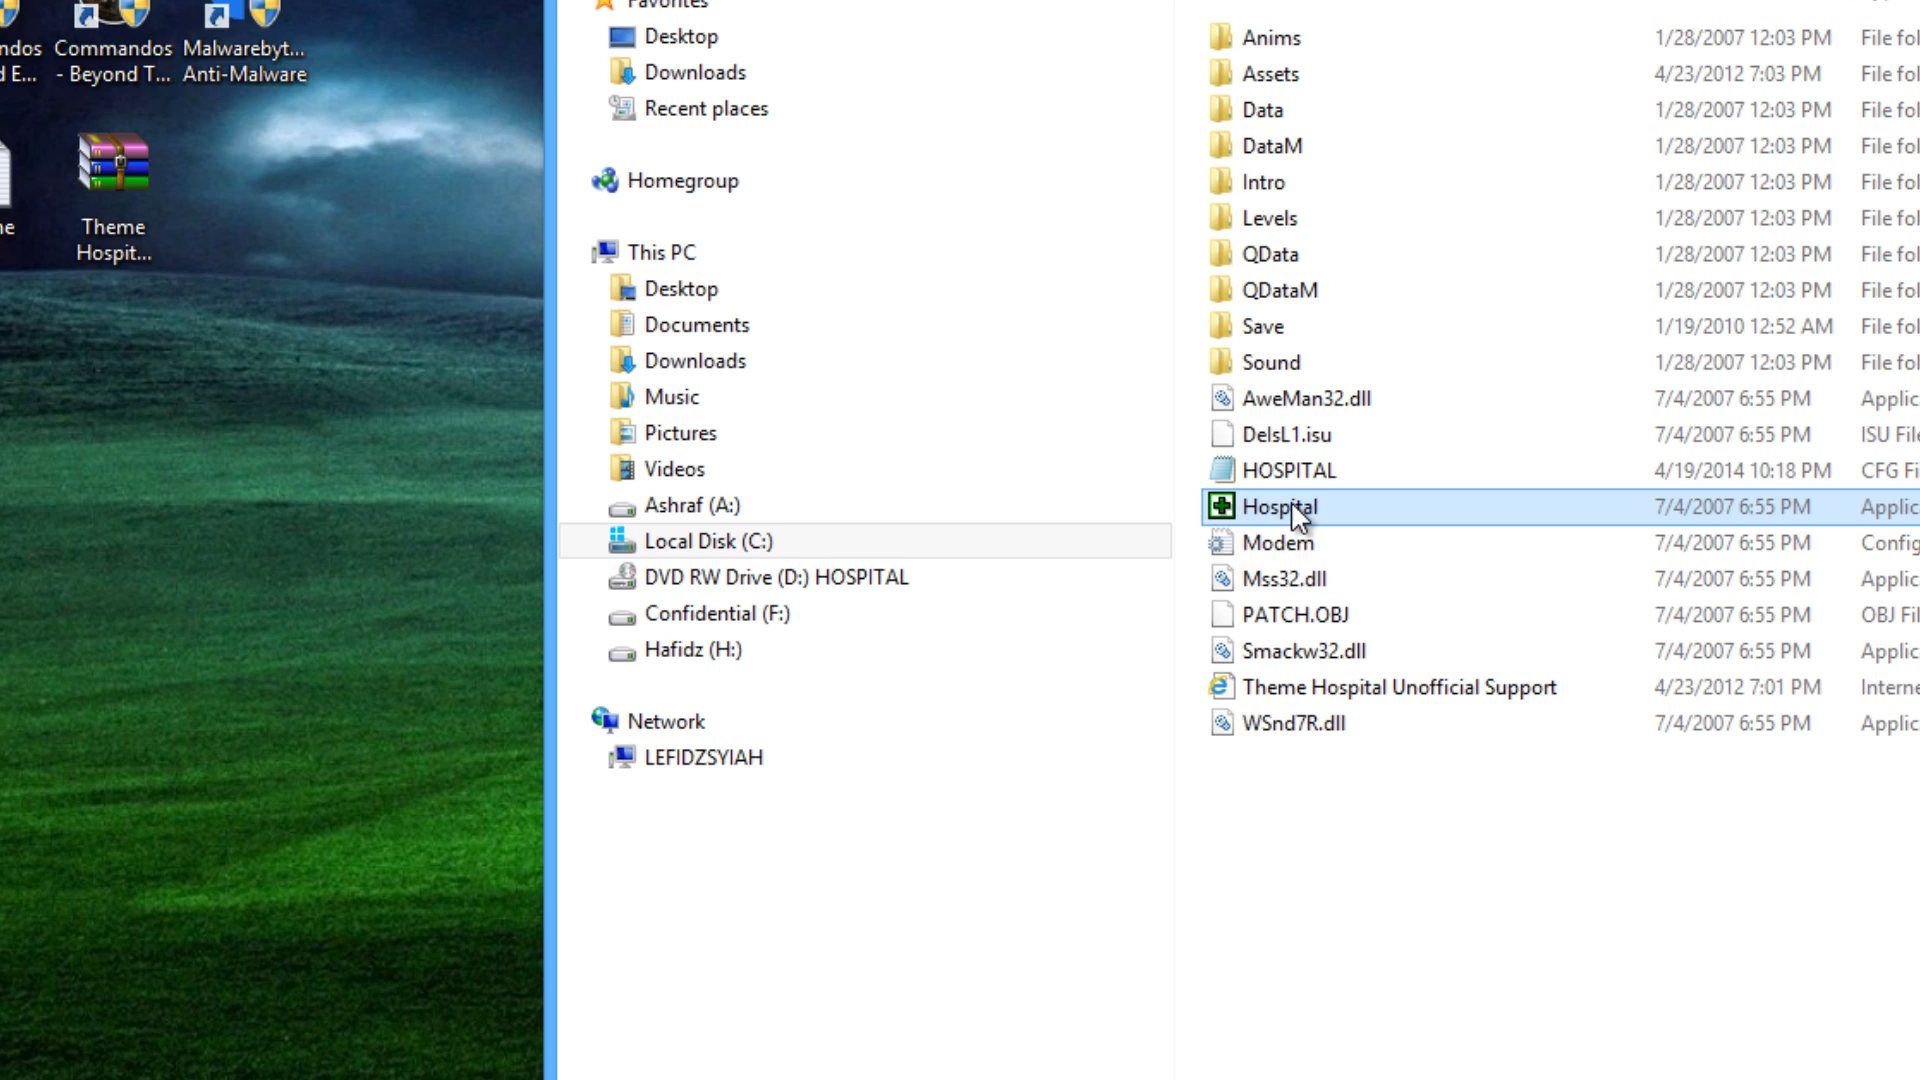 ndos
d E...
Commandos
- Beyond T...
Malwarebyt...
Anti-Malware
ne
Theme
Hospit...
Favorites
Desktop
Downloads
Recent places
Homegroup
This PC
Desktop
Documents
Downloads
Music
Pictures
Videos
Ashraf (A:)
Local Disk (C:)
DVD RW Drive (D:) HOSPITAL
Confidential (F:)
Hafidz (H:)
Network
LEFIDZSYIAH
Anims 1/28/2007 12:03 PM File fol
Assets 4/23/2012 7:03 PM File fol
Data 1/28/2007 12:03 PM File fol
DataM 1/28/2007 12:03 PM File fol
Intro 1/28/2007 12:03 PM File fol
Levels 1/28/2007 12:03 PM File fol
QData 1/28/2007 12:03 PM File fol
QDataM 1/28/2007 12:03 PM File fol
Save 1/19/2010 12:52 AM File fol
Sound 1/28/2007 12:03 PM File fol
AweMan32.dll 7/4/2007 6:55 PM Applic
DelsL1.isu 7/4/2007 6:55 PM ISU File
HOSPITAL 4/19/2014 10:18 PM CFG Fi
Hospital 7/4/2007 6:55 PM Applic
Modem 7/4/2007 6:55 PM Config
Mss32.dll 7/4/2007 6:55 PM Applic
PATCH.OBJ 7/4/2007 6:55 PM OBJ Fil
Smackw32.dll 7/4/2007 6:55 PM Applic
Theme Hospital Unofficial Support 4/23/2012 7:01 PM Interne
WSnd7R.dll 7/4/2007 6:55 PM Applic